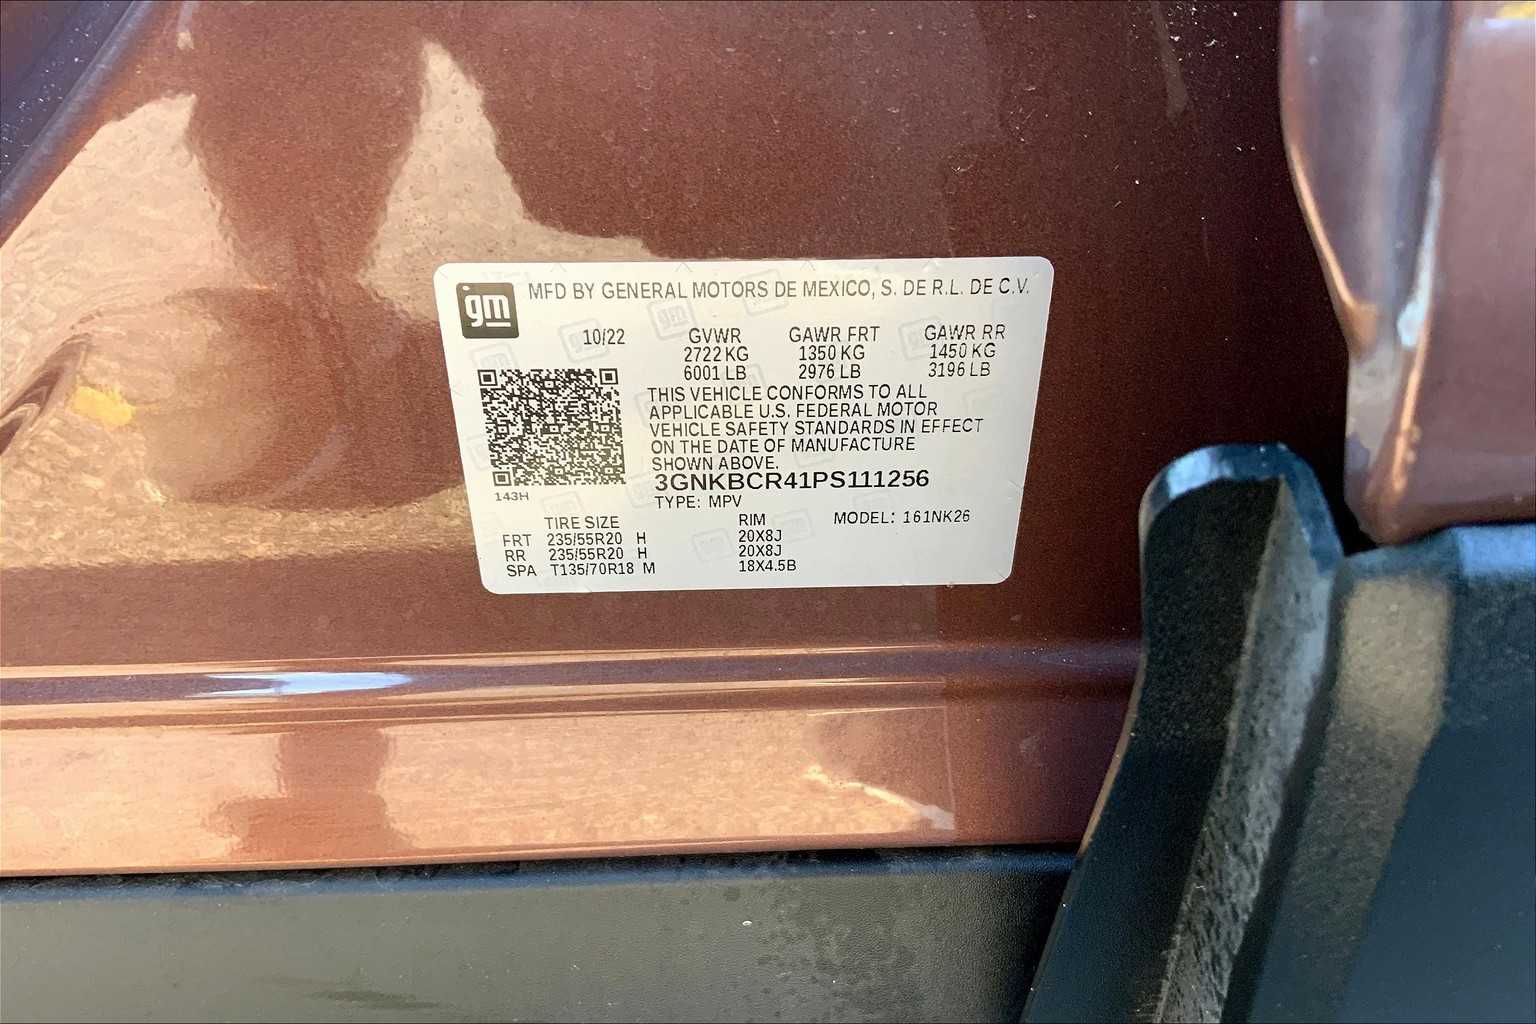 gm
MFD BY GENERAL MOTORS DE MEXICO, S. DE R.L. DE C.V.
10/22 GVWR GAWR FRT GAWR RR
2722 KG 1350 KG 1450 KG
6001 LB 2976 LB 3196 LB
THIS VEHICLE CONFORMS TO ALL
APPLICABLE U.S. FEDERAL MOTOR
VEHICLE SAFETY STANDARDS IN EFFECT
ON THE DATE OF MANUFACTURE
SHOWN ABOVE.
3GNKBCR41PS111256
143H
TYPE: MPV
TIRE SIZE RIM MODEL: 161NK26
FRT 235/55R20 H 20X8J
RR 235/55R20 H 20X8J
SPA T135/70R18 M 18X4.5B